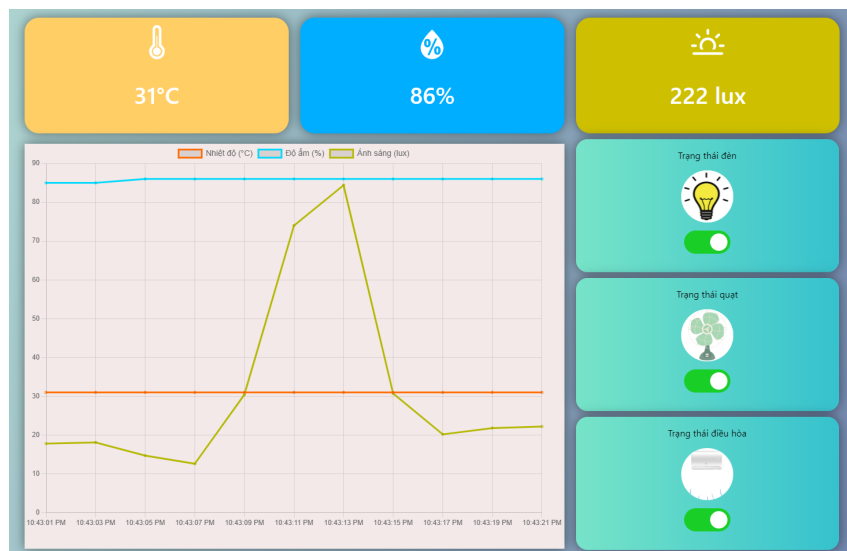 %
31°C
86%
222 lux
Nhiệt độ (°C) Độ ẩm (%) Ánh sáng (lux)
90
80
70
60
50
40
30
20
10
0
10:43:01 PM 10:43:03 PM 10:43:05 PM 10:43:07 PM 10:43:09 PM 10:43:11 PM 10:43:13 PM 10:43:15 PM 10:43:17 PM 10:43:19 PM 10:43:21 PM
Trạng thái đèn
Trạng thái quạt
Trạng thái điều hòa